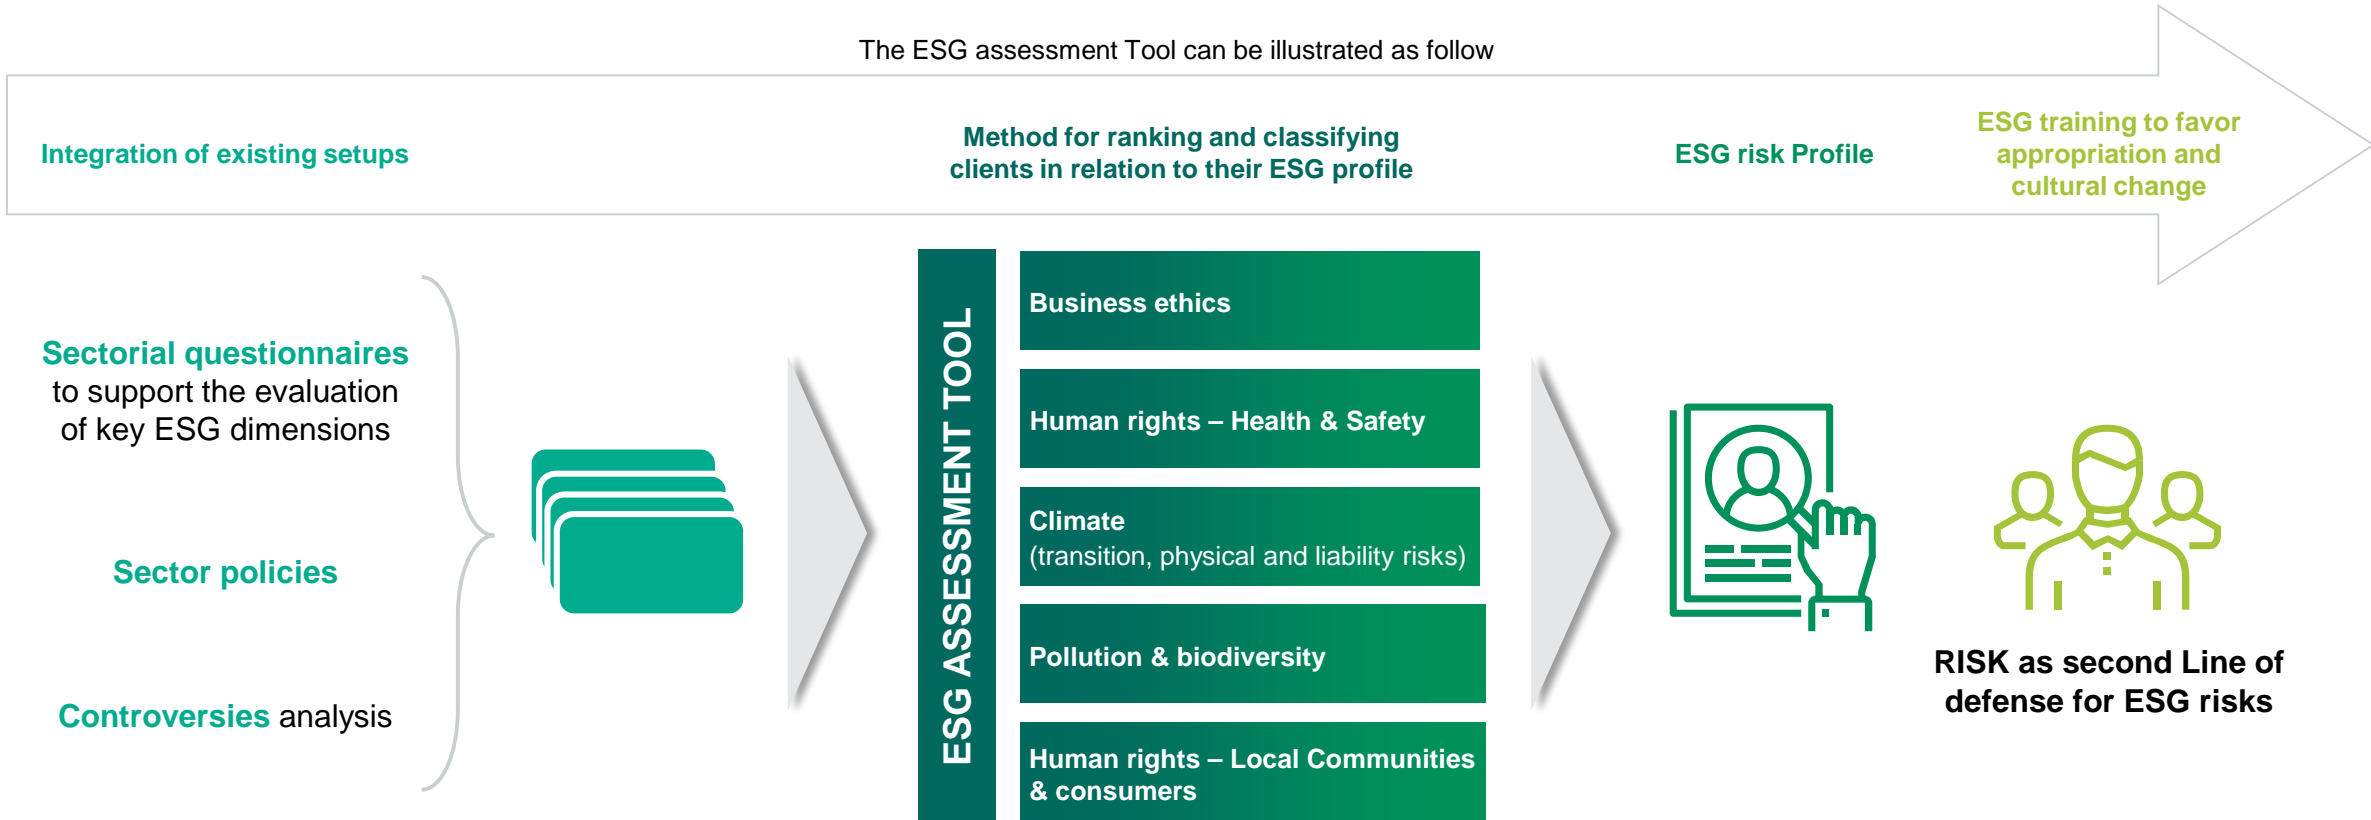 The ESG assessment Tool can be illustrated as follow
Integration of existing setups
Method for ranking and classifying
clients in relation to their ESG profile
ESG risk Profile
ESG training to favor
appropriation and
cultural change
Sectorial questionnaires
to support the evaluation
of key ESG dimensions
Sector policies
Controversies analysis
ESG ASSESSMENT TOOL
Business ethics
Human rights – Health & Safety
Climate
(transition, physical and liability risks)
Pollution & biodiversity
Human rights – Local Communities
& consumers
RISK as second Line of
defense for ESG risks